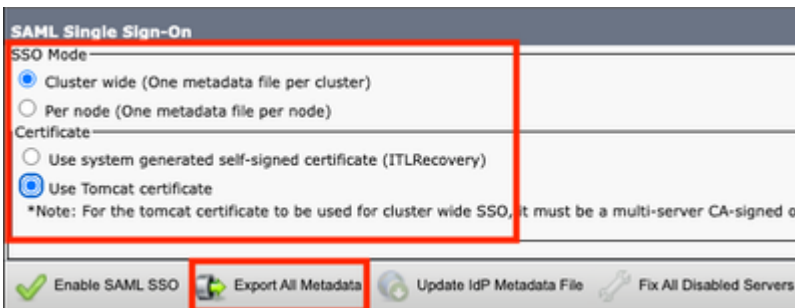 SAML Single Sign-On
SSO Mode
Cluster wide (One metadata file per cluster)
Per node (One metadata file per node)
Certificate
Use system generated self-signed certificate (ITLRecovery)
Use Tomcat certificate
*Note: For the tomcat certificate to be used for cluster wide SSO, it must be a multi-server CA-signed
Enable SAML SSO Export All Metadata Update IdP Metadata File Fix All Disabled Servers